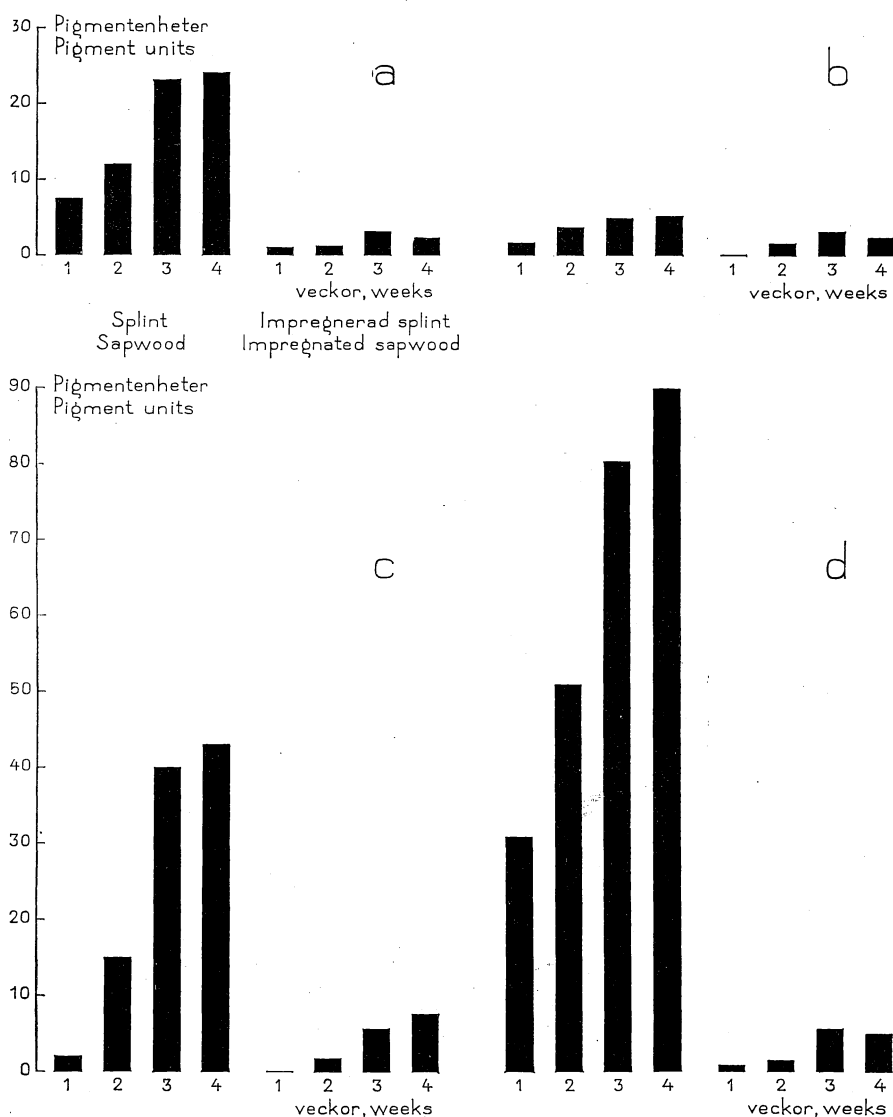 30
Pigmentenheter
Pigment units
a
b
20
10
0
1 2 3 4 1 2 3 4 1 2 3 4 1 2 3 4
veckor, weeks veckor, weeks
Splint Impregnerad splint
Sapwood Impregnated sapwood
90
Pigmentenheter
Pigment units
80
70
c
d
60
50
40
30
20
10
0
1 2 3 4 1 2 3 4 1 2 3 4 1 2 3 4
veckor, weeks veckor, weeks